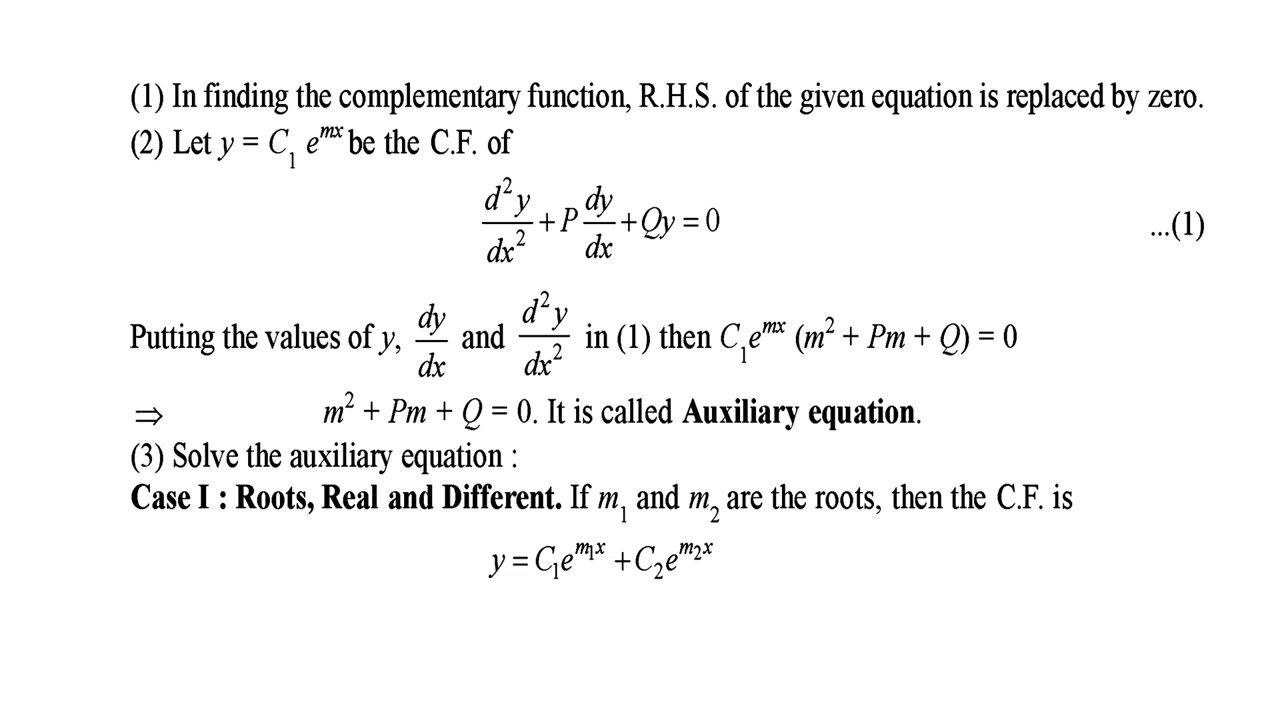 (1) In finding the complementary function, R.H.S. of the given equation is replaced by zero.
(2) Let y = C₁ eᵐˣ be the C.F. of
d²y/dx² + P dy/dx + Qy = 0 ...(1)
Putting the values of y, dy/dx and d²y/dx² in (1) then C₁eᵐˣ (m² + Pm + Q) = 0
⇒ m² + Pm + Q = 0. It is called Auxiliary equation.
(3) Solve the auxiliary equation :
Case I : Roots, Real and Different. If m₁ and m₂ are the roots, then the C.F. is
y = C₁e^{m₁x} + C₂e^{m₂x}